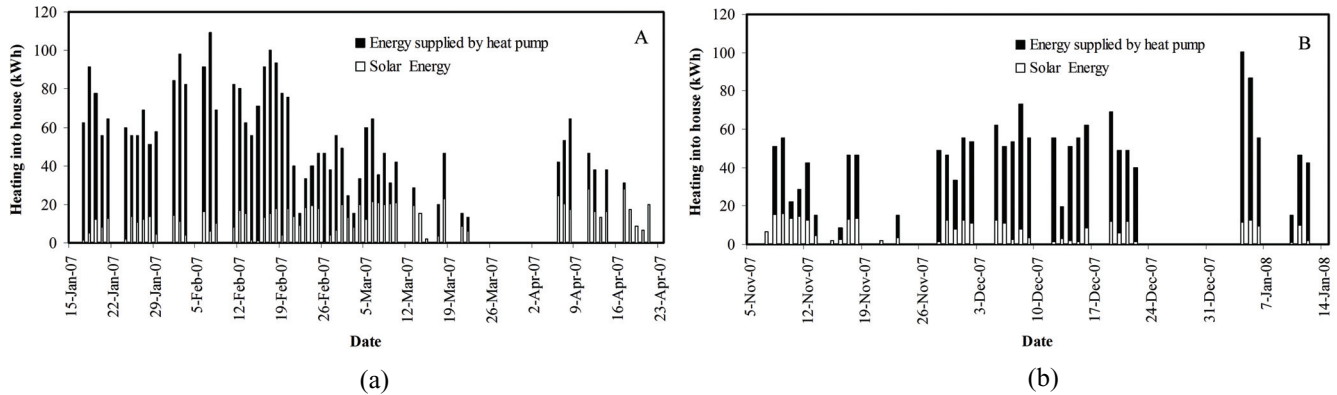 120
100
80
60
40
20
0
Heating into house (kWh)
Energy supplied by heat pump
Solar Energy
A
15-Jan-07
22-Jan-07
29-Jan-07
5-Feb-07
12-Feb-07
19-Feb-07
26-Feb-07
5-Mar-07
12-Mar-07
19-Mar-07
26-Mar-07
2-Apr-07
9-Apr-07
16-Apr-07
23-Apr-07
Date
(a)
120
100
80
60
40
20
0
Heating into house (kWh)
Energy supplied by heat pump
Solar Energy
B
5-Nov-07
12-Nov-07
19-Nov-07
26-Nov-07
3-Dec-07
10-Dec-07
17-Dec-07
24-Dec-07
31-Dec-07
7-Jan-08
14-Jan-08
Date
(b)